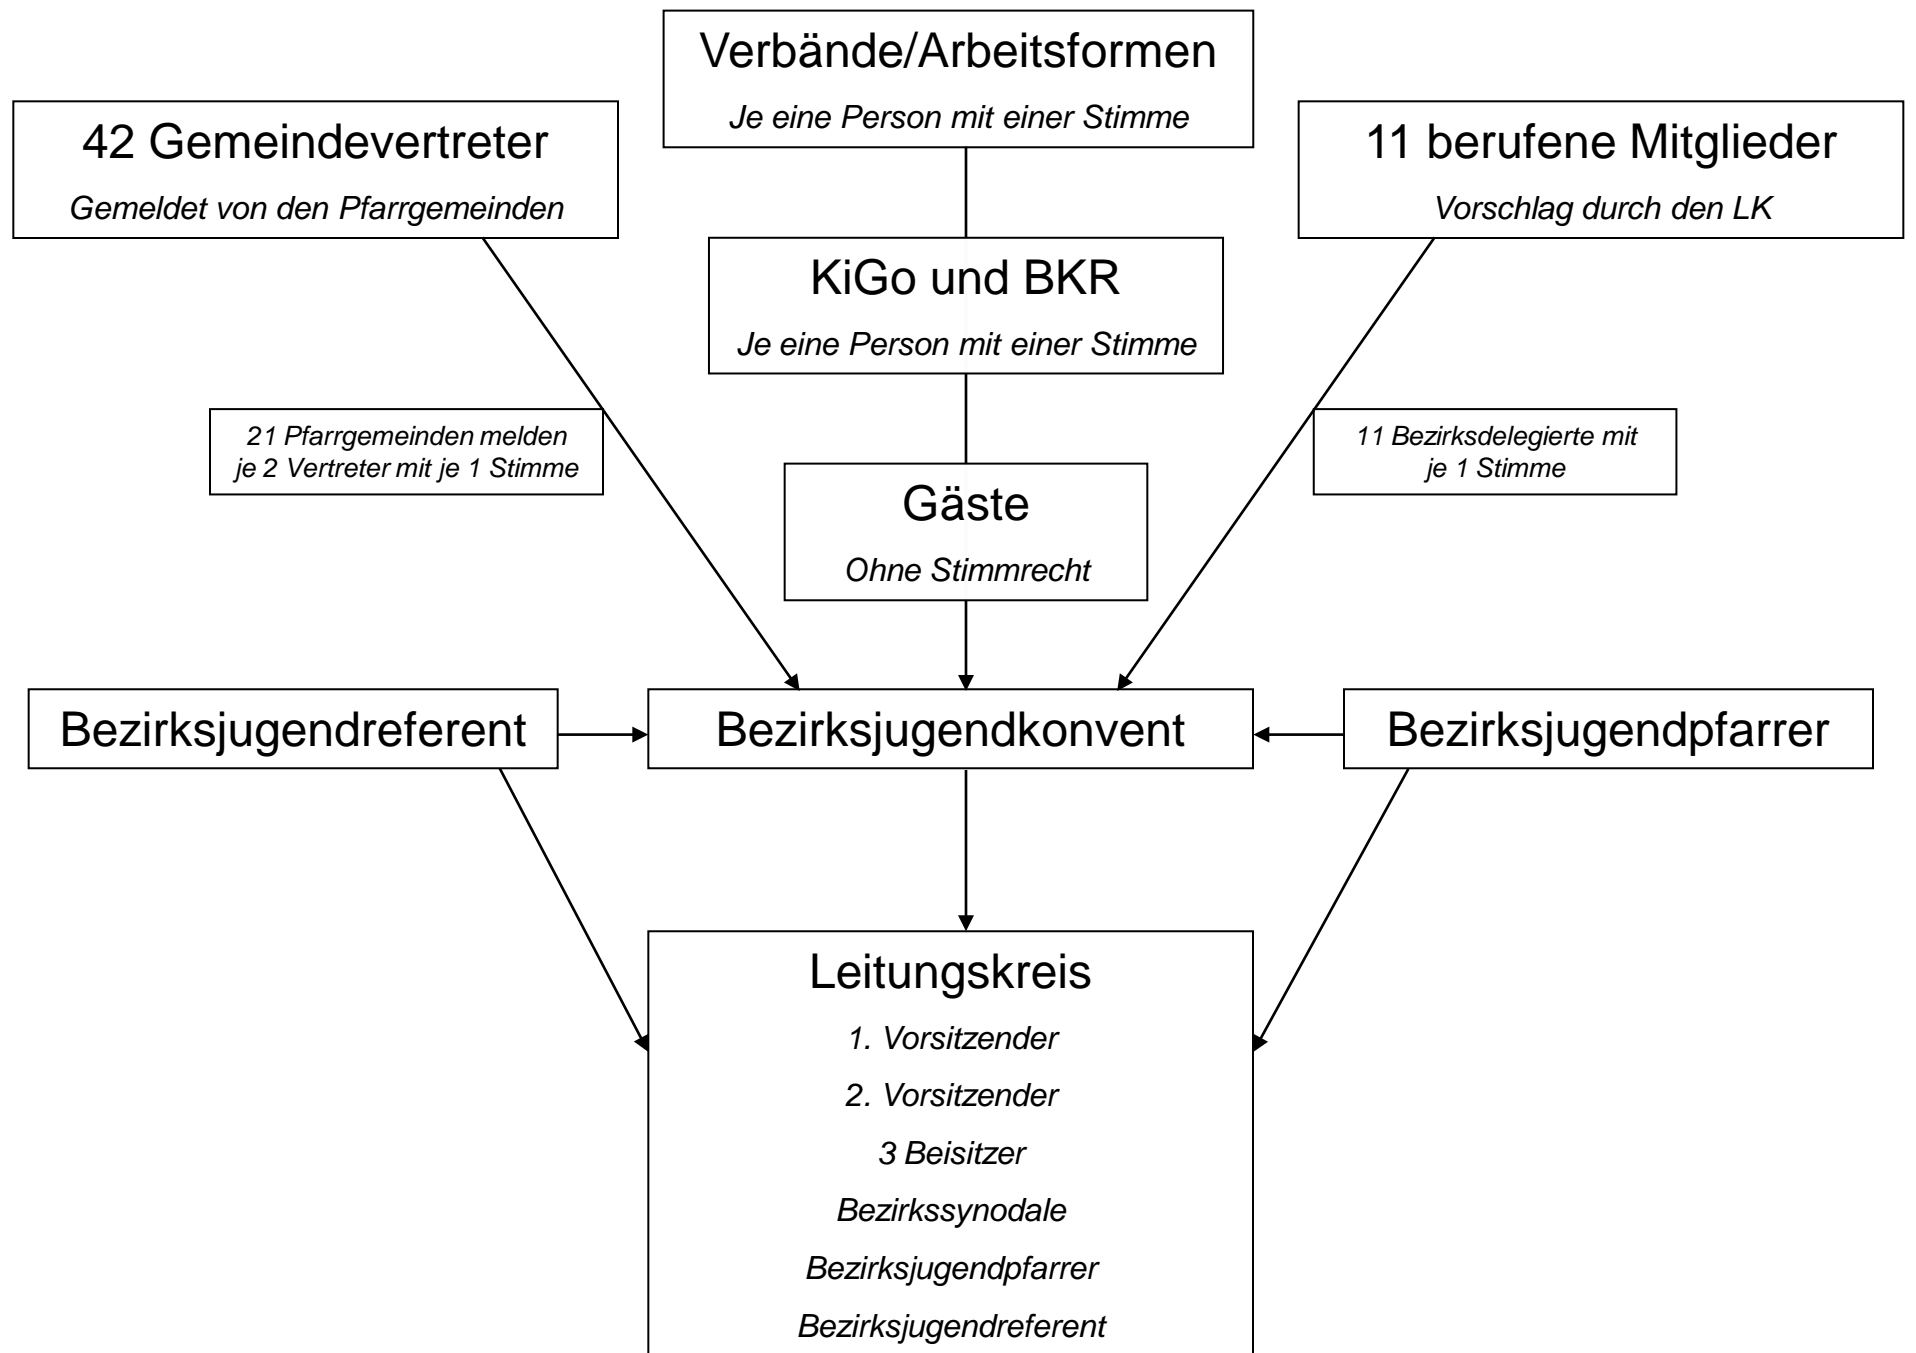 Verbände/Arbeitsformen
Je eine Person mit einer Stimme
42 Gemeindevertreter
Gemeldet von den Pfarrgemeinden
11 berufene Mitglieder
Vorschlag durch den LK
KiGo und BKR
Je eine Person mit einer Stimme
21 Pfarrgemeinden melden
je 2 Vertreter mit je 1 Stimme
11 Bezirksdelegierte mit
je 1 Stimme
Gäste
Ohne Stimmrecht
Bezirksjugendreferent
Bezirksjugendkonvent
Bezirksjugendpfarrer
Leitungskreis
1. Vorsitzender
2. Vorsitzender
3 Beisitzer
Bezirkssynodale
Bezirksjugendpfarrer
Bezirksjugendreferent